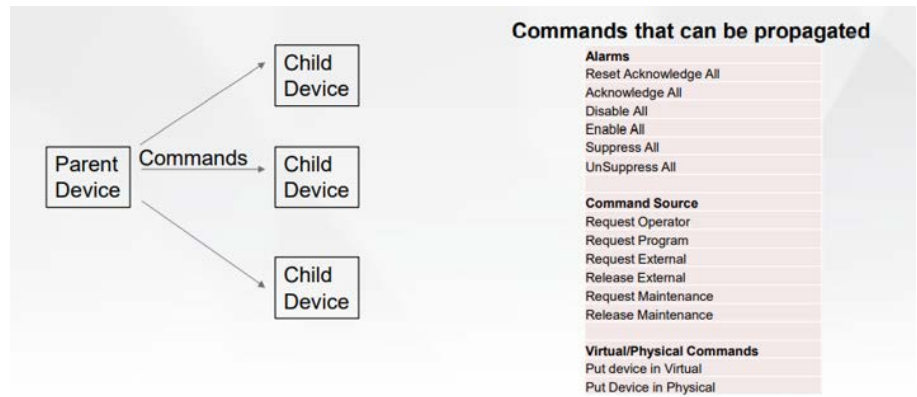 Commands that can be propagated
Child
Device
Parent
Device
Commands
Child
Device
Child
Device
Alarms
Reset Acknowledge All
Acknowledge All
Disable All
Enable All
Suppress All
UnSuppress All
Command Source
Request Operator
Request Program
Request External
Release External
Request Maintenance
Release Maintenance
Virtual/Physical Commands
Put device in Virtual
Put Device in Physical